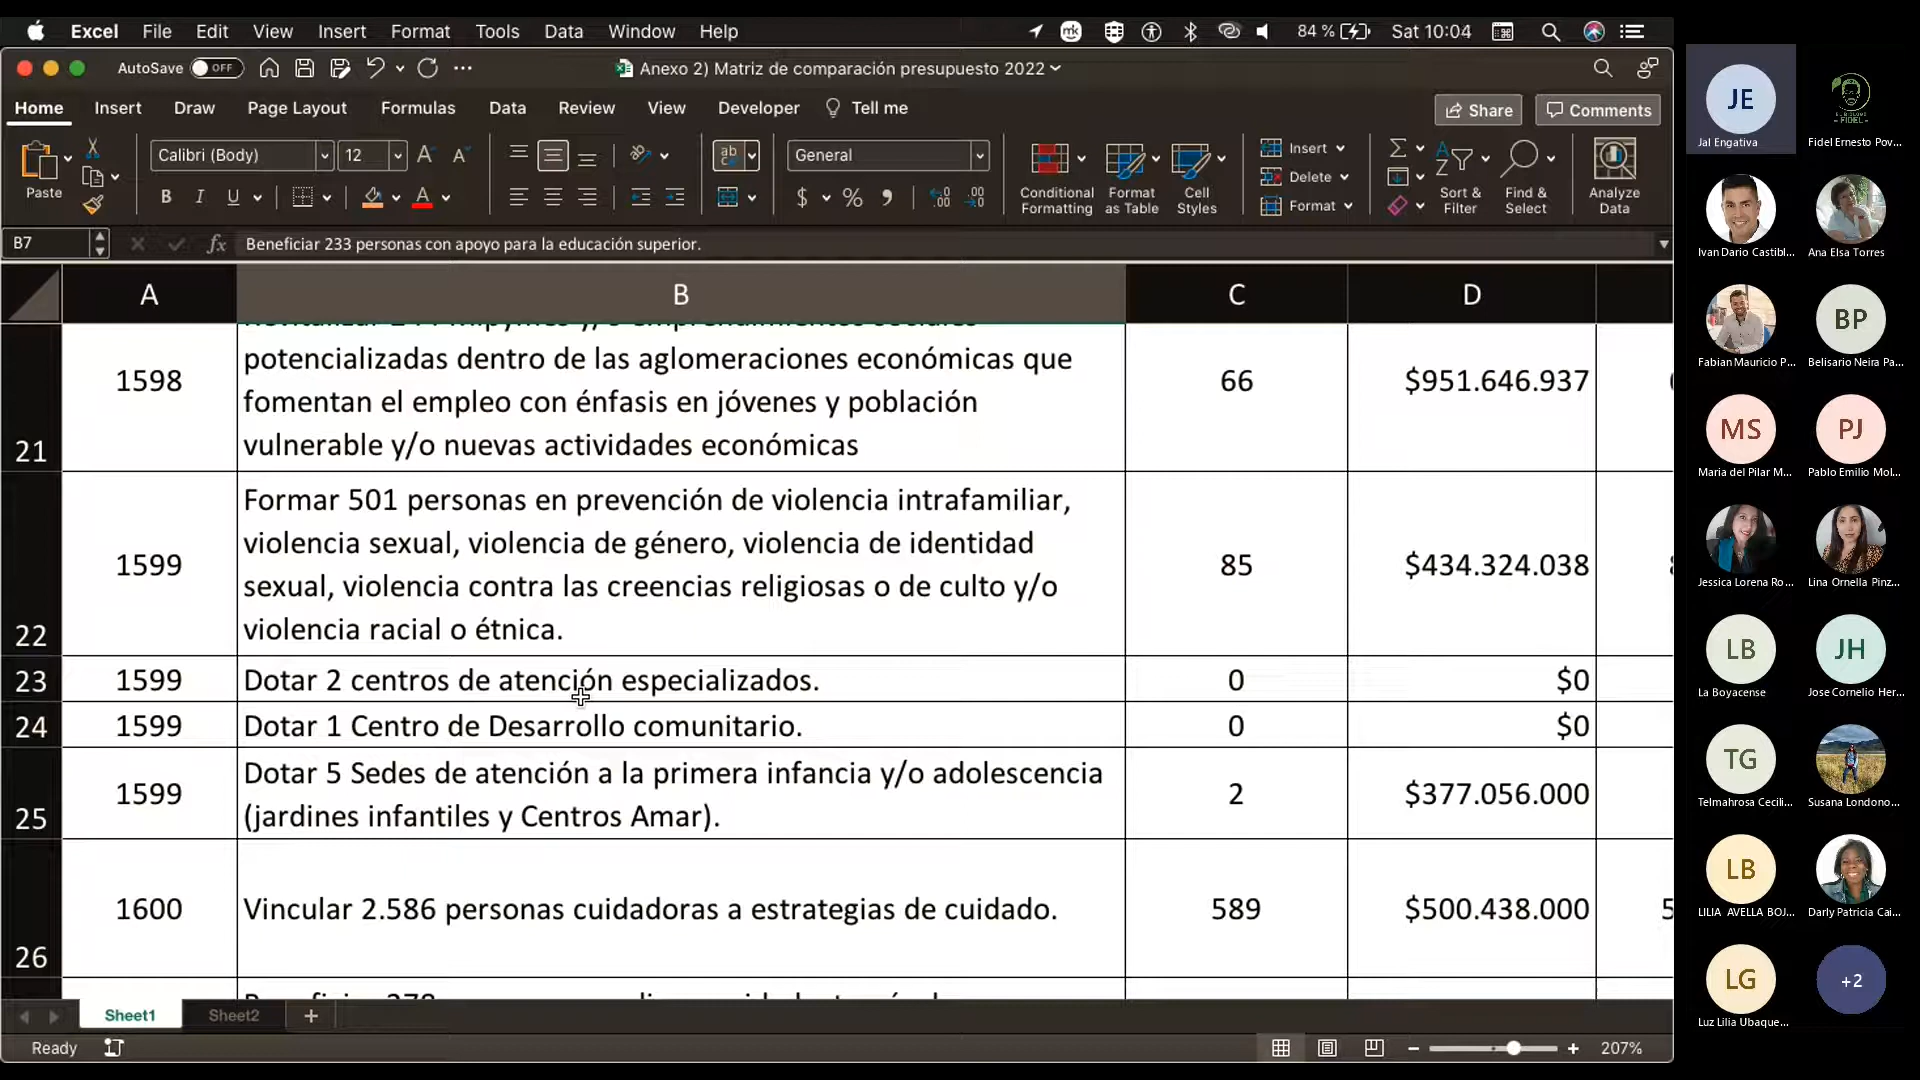 Excel File Edit View Insert Format Tools Data Window Help 84 % Sat 10:04
AutoSave OFF Anexo 2) Matriz de comparación presupuesto 2022
Home Insert Draw Page Layout Formulas Data Review View Developer Tell me Share Comments
Paste Calibri (Body) 12 General
Conditional Formatting
Format as Table
Cell Styles
Insert
Delete
Format
Sort & Filter
Find & Select
Analyze Data
B7 fx Beneficiar 233 personas con apoyo para la educación superior.
A B C D
potencializadas dentro de las aglomeraciones económicas que
21 1598 fomentan el empleo con énfasis en jóvenes y población 66 $951.646.937
vulnerable y/o nuevas actividades económicas
Formar 501 personas en prevención de violencia intrafamiliar,
violencia sexual, violencia de género, violencia de identidad
22 1599 sexual, violencia contra las creencias religiosas o de culto y/o 85 $434.324.038
violencia racial o étnica.
23 1599 Dotar 2 centros de atención especializados. 0 $0
24 1599 Dotar 1 Centro de Desarrollo comunitario. 0 $0
25 1599 Dotar 5 Sedes de atención a la primera infancia y/o adolescencia 2 $377.056.000
(jardines infantiles y Centros Amar).
26 1600 Vincular 2.586 personas cuidadoras a estrategias de cuidado. 589 $500.438.000
Sheet1 Sheet2 +
Ready 207%
JE
Jal Engativa
FIDEL
Fidel Ernesto Pov...
Ivan Dario Castibl...
Ana Elsa Torres
Fabian Mauricio P...
BP
Belisario Neira Pa...
MS
Maria del Pilar M...
PJ
Pablo Emilio Mol...
Jessica Lorena Ro...
Lina Ornella Pinz...
LB
La Boyacense
JH
Jose Cornelio Her...
TG
Telmahrosa Cecili...
Susana Londono...
LB
LILIA AVELLA BOJ...
Darly Patricia Cai...
LG
Luz Lilia Ubaque...
+2